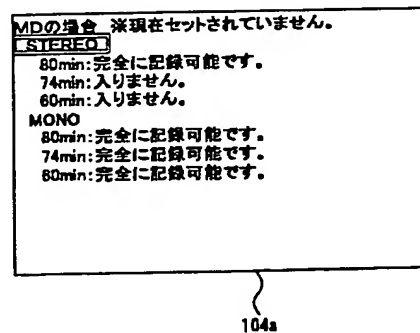 MDの場合 ※現在セットされていません。
STEREO
80min:完全に記録可能です。
74min:入りません。
60min:入りません。
MONO
80min:完全に記録可能です。
74min:完全に記録可能です。
60min:完全に記録可能です。
104a